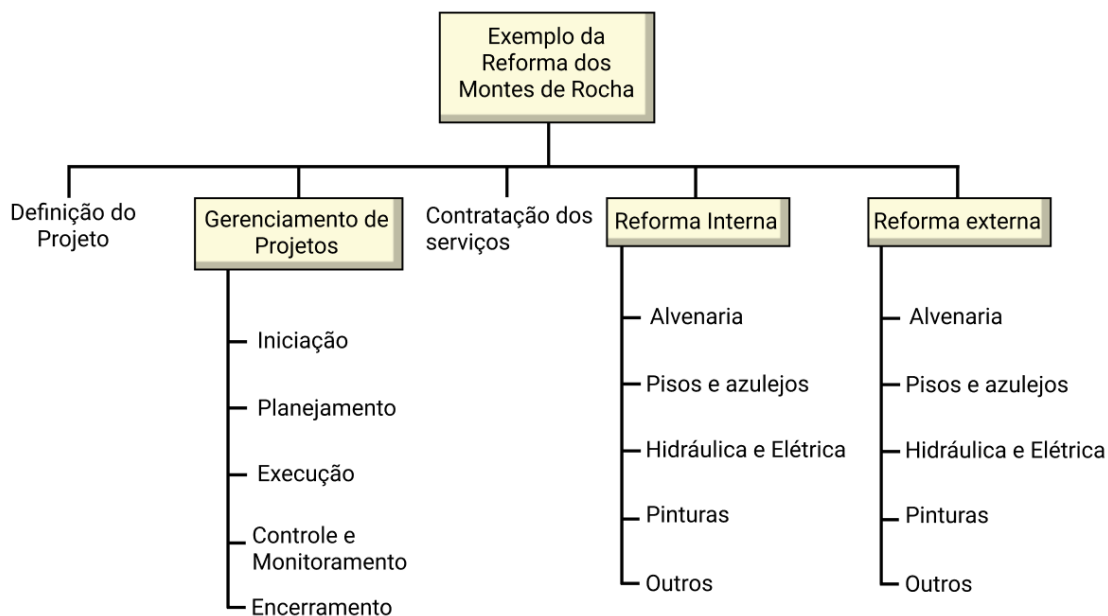 Exemplo da
Reforma dos
Montes de Rocha
Definição do
Projeto
Gerenciamento de
Projetos
Iniciação
Planejamento
Execução
Controle e
Monitoramento
Encerramento
Contratação dos
serviços
Reforma Interna
Alvenaria
Pisos e azulejos
Hidráulica e Elétrica
Pinturas
Outros
Reforma externa
Alvenaria
Pisos e azulejos
Hidráulica e Elétrica
Pinturas
Outros